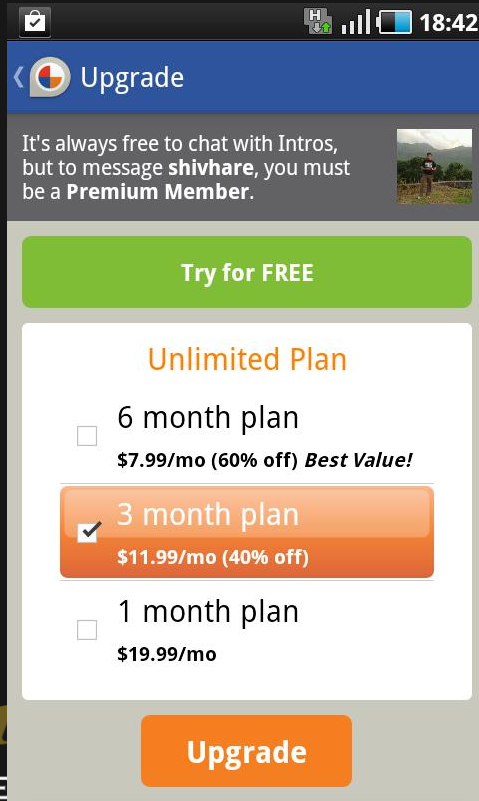 H 18:42
Upgrade
It's always free to chat with Intros,
but to message shivhare, you must
be a Premium Member.
Try for FREE
Unlimited Plan
6 month plan
$7.99/mo (60% off) Best Value!
3 month plan
$11.99/mo (40% off)
1 month plan
$19.99/mo
Upgrade